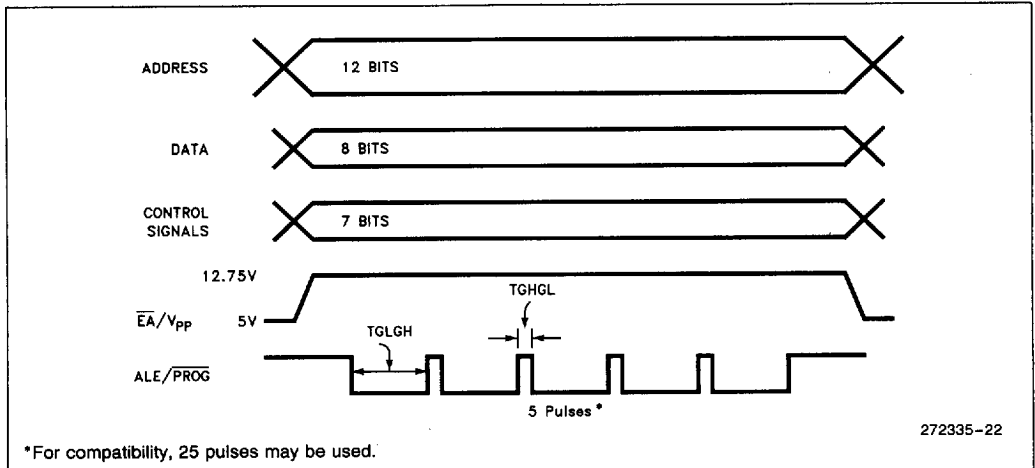 ADDRESS
12 BITS
DATA
8 BITS
CONTROL
SIGNALS
7 BITS
12.75V
EA/VPP
5V
TGLGH
TGHGL
ALE/PROG
5 Pulses*
272335-22
*For compatibility, 25 pulses may be used.